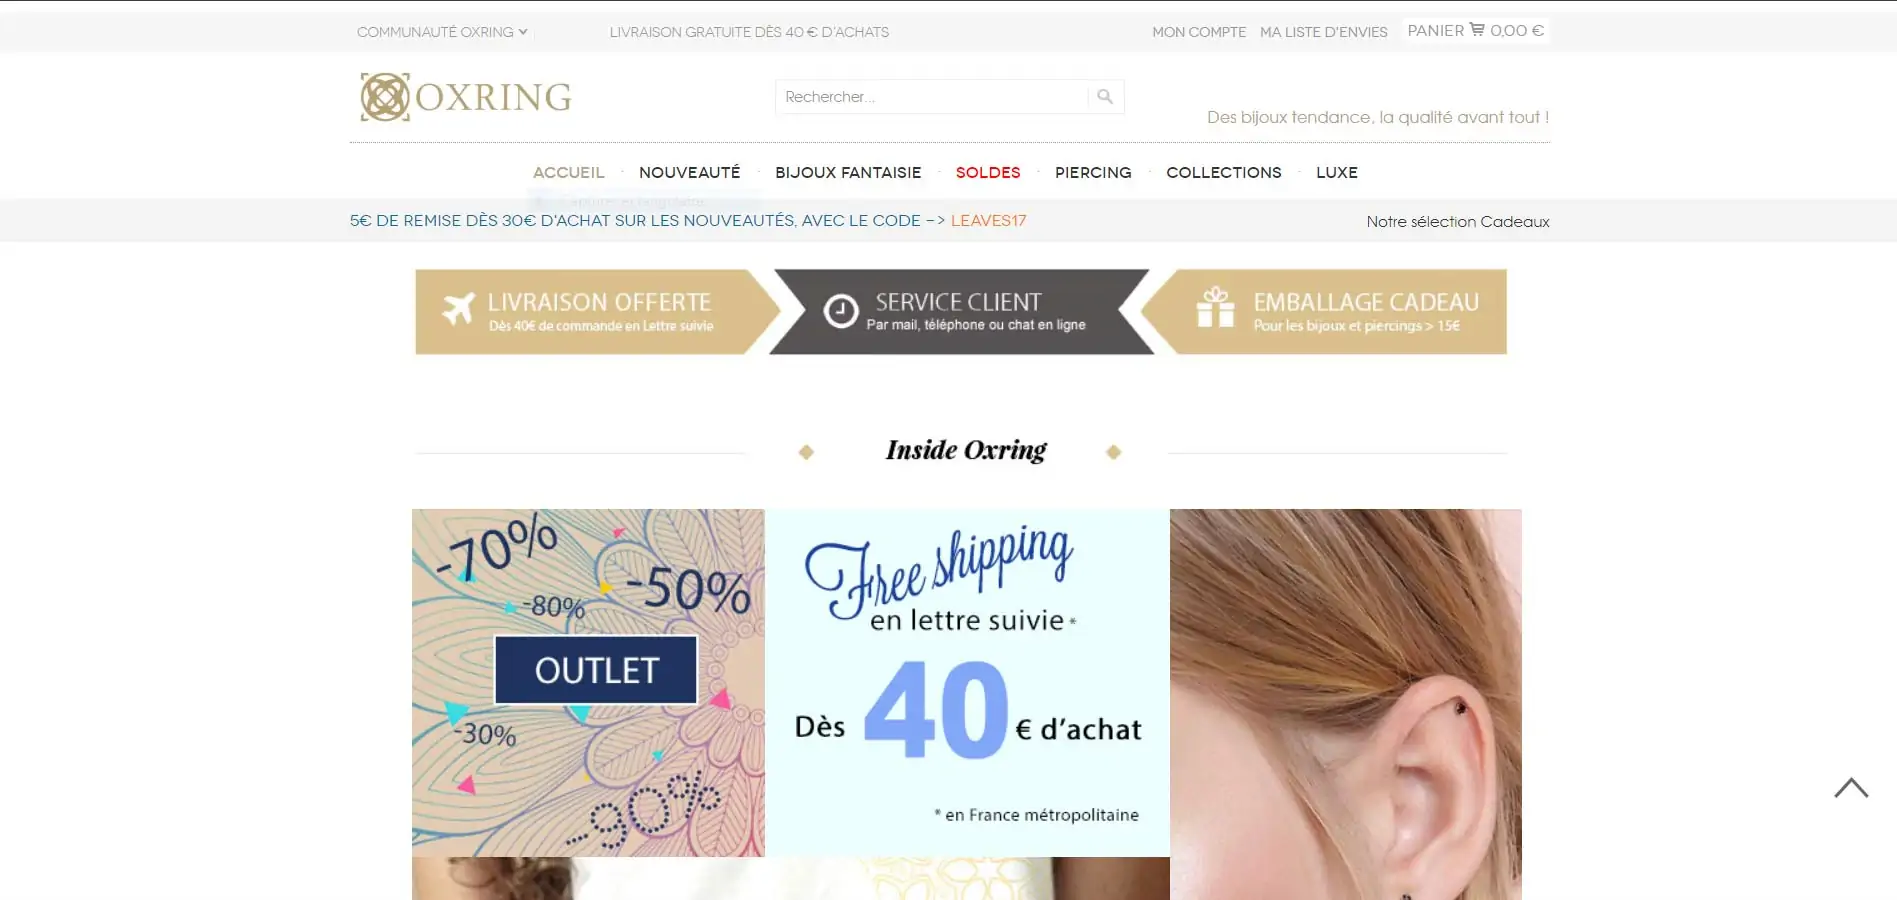 COMMUNAUTÉ OXRING
LIVRAISON GRATUITE DÈS 40 € D'ACHATS
MON COMPTE
MA LISTE D'ENVIES
PANIER 0,00 €
OXRING
Rechercher...
Des bijoux tendance, la qualité avant tout !
ACCUEIL
NOUVEAUTÉ
BIJOUX FANTAISIE
SOLDES
PIERCING
COLLECTIONS
LUXE
5€ DE REMISE DÈS 30€ D'ACHAT SUR LES NOUVEAUTÉS, AVEC LE CODE -> LEAVES17
Notre sélection Cadeaux
LIVRAISON OFFERTE
Dès 40€ de commande en Lettre suivie
SERVICE CLIENT
Par mail, téléphone ou chat en ligne
EMBALLAGE CADEAU
Pour les bijoux et piercings > 15€
Inside Oxring
-70%
-50%
-80%
OUTLET
-30%
-90%
Free shipping
en lettre suivie *
Dès 40 € d'achat
* en France métropolitaine